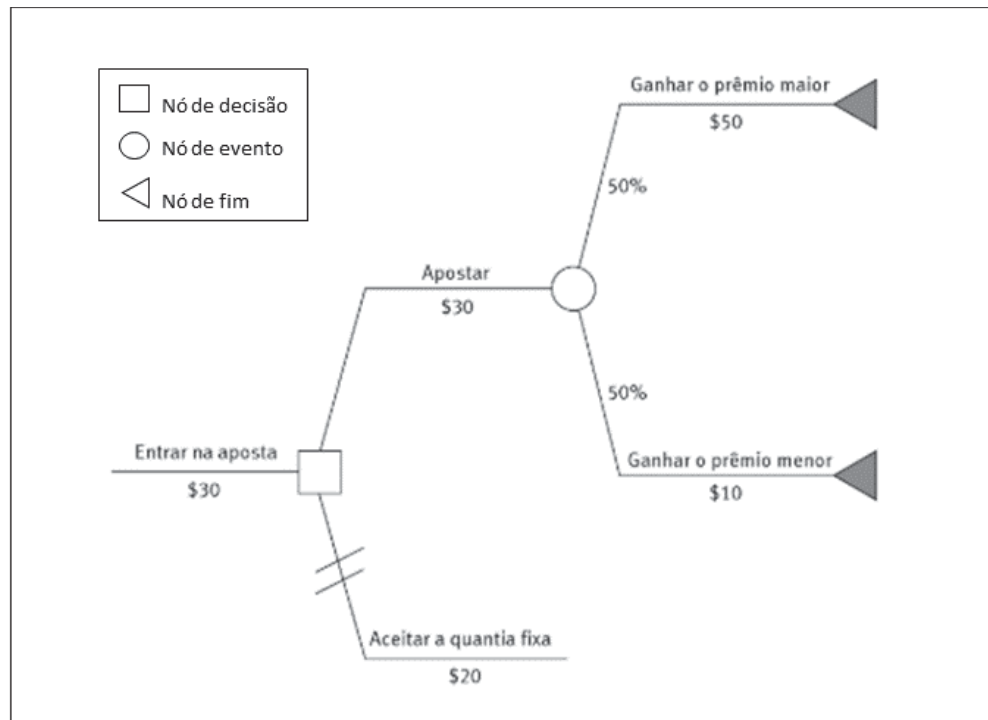 Nó de decisão
Nó de evento
Nó de fim
Ganhar o prêmio maior
$50
50%
Apostar
$30
50%
Entrar na aposta
$30
Ganhar o prêmio menor
$10
Aceitar a quantia fixa
$20